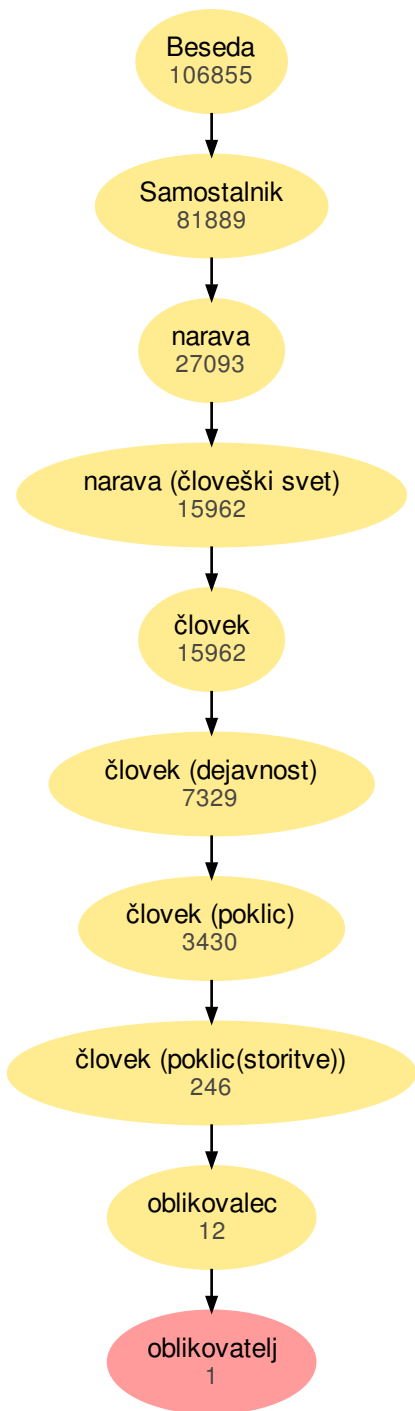 Beseda
106855
Samostalnik
81889
narava
27093
narava (človeški svet)
15962
človek
15962
človek (dejavnost)
7329
človek (poklic)
3430
človek (poklic(storitve))
246
oblikovalec
12
oblikovatelj
1